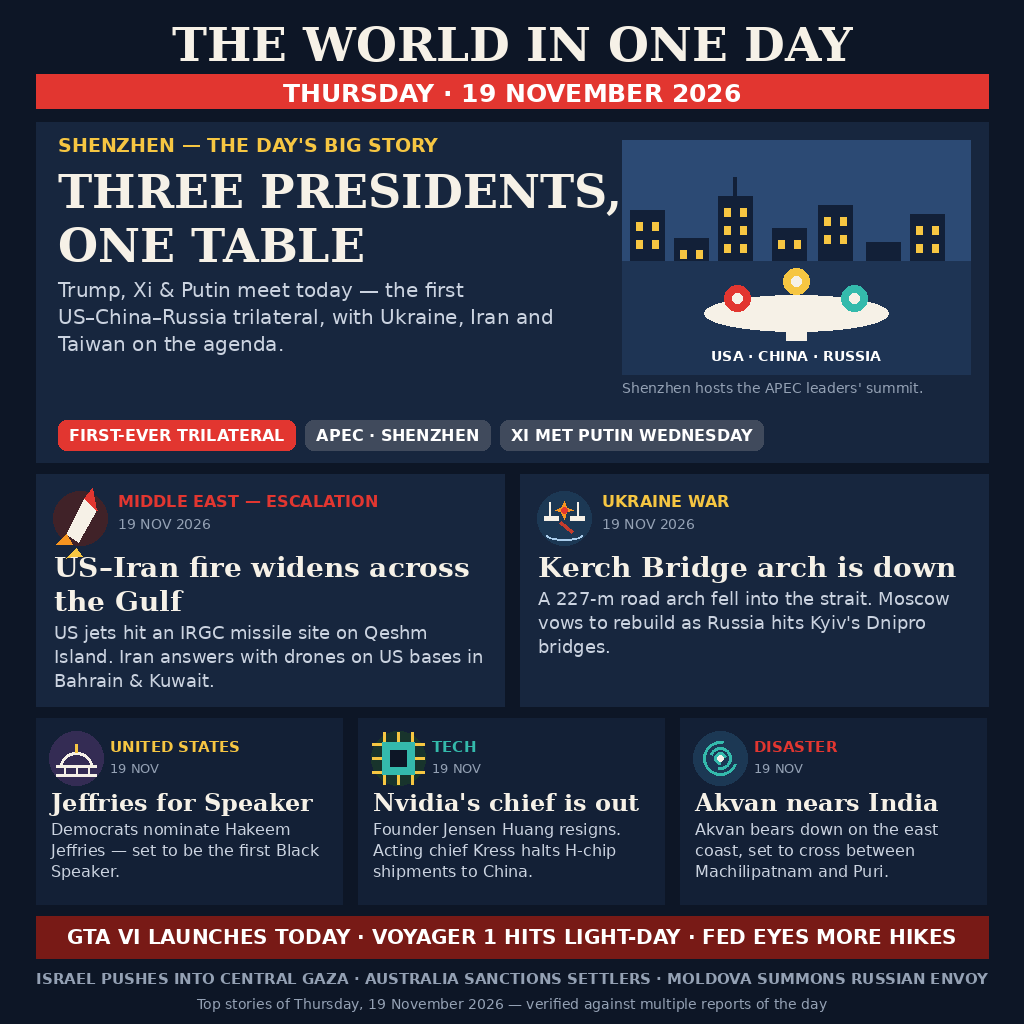 THE WORLD IN ONE DAY
THURSDAY · 19 NOVEMBER 2026
SHENZHEN — THE DAY'S BIG STORY
THREE PRESIDENTS,
ONE TABLE
Trump, Xi & Putin meet today — the first
US–China–Russia trilateral, with Ukraine, Iran and
Taiwan on the agenda.
USA · CHINA · RUSSIA
Shenzhen hosts the APEC leaders' summit.
FIRST-EVER TRILATERAL
APEC · SHENZHEN
XI MET PUTIN WEDNESDAY
MIDDLE EAST — ESCALATION
19 NOV 2026
US–Iran fire widens across
the Gulf
US jets hit an IRGC missile site on Qeshm
Island. Iran answers with drones on US bases in
Bahrain & Kuwait.
UKRAINE WAR
19 NOV 2026
Kerch Bridge arch is down
A 227-m road arch fell into the strait. Moscow
vows to rebuild as Russia hits Kyiv's Dnipro
bridges.
UNITED STATES
19 NOV
Jeffries for Speaker
Democrats nominate Hakeem
Jeffries — set to be the first Black
Speaker.
TECH
19 NOV
Nvidia's chief is out
Founder Jensen Huang resigns.
Acting chief Kress halts H-chip
shipments to China.
DISASTER
19 NOV
Akvan nears India
Akvan bears down on the east
coast, set to cross between
Machilipatnam and Puri.
GTA VI LAUNCHES TODAY · VOYAGER 1 HITS LIGHT-DAY · FED EYES MORE HIKES
ISRAEL PUSHES INTO CENTRAL GAZA · AUSTRALIA SANCTIONS SETTLERS · MOLDOVA SUMMONS RUSSIAN ENVOY
Top stories of Thursday, 19 November 2026 — verified against multiple reports of the day